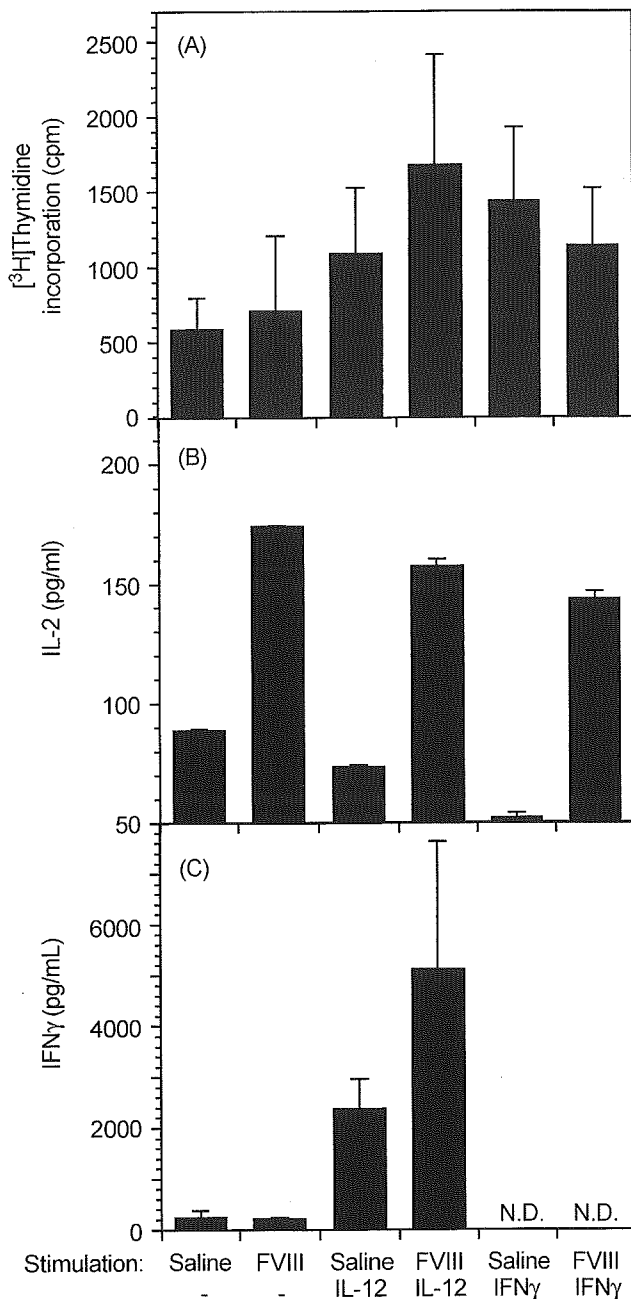 (A)
[³H]Thymidine
incorporation (cpm)
2500
2000
1500
1000
500
0
(B)
IL-2 (pg/ml)
200
150
100
50
(C)
IFNγ (pg/mL)
6000
4000
2000
0
N.D. N.D.
Stimulation: Saline FVIII Saline FVIII Saline FVIII
- - IL-12 IL-12 IFNγ IFNγ